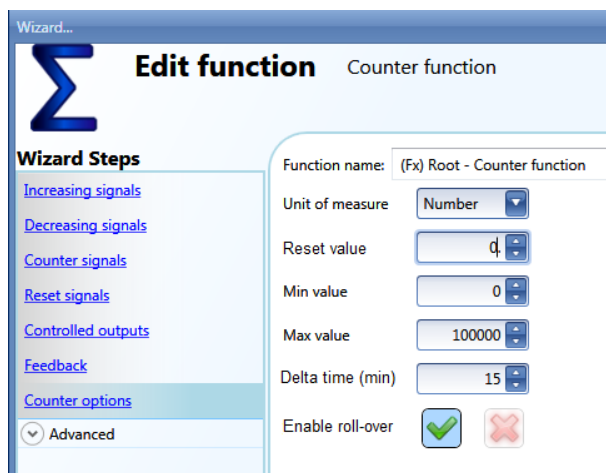 Wizard...
Edit function Counter function
Wizard Steps
Increasing signals
Decreasing signals
Counter signals
Reset signals
Controlled outputs
Feedback
Counter options
Advanced
Function name: (Fx) Root - Counter function
Unit of measure Number
Reset value 0.
Min value 0
Max value 100000
Delta time (min) 15
Enable roll-over